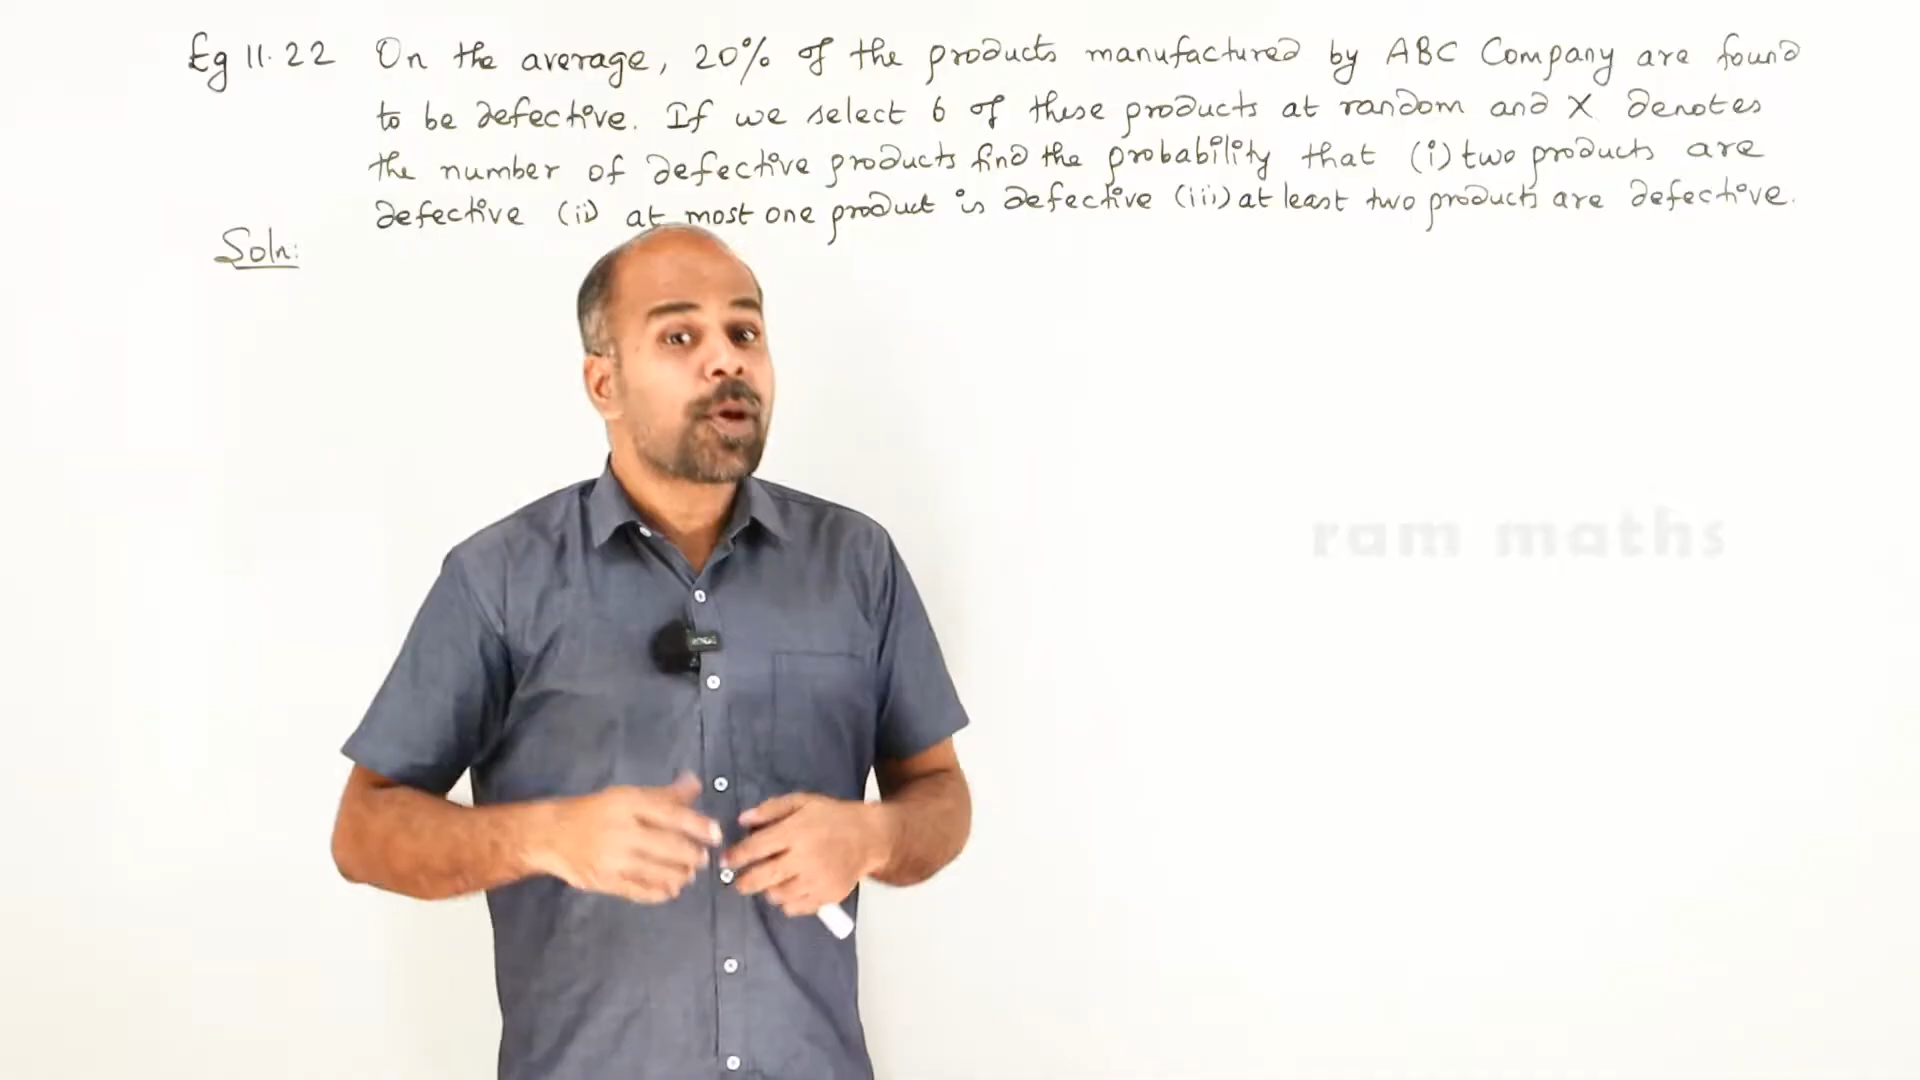 Eg 11.22 On the average, 20% of the products manufactured by ABC Company are found
to be defective. If we select 6 of these products at random and X denotes
the number of defective products find the probability that (i) two products are
defective (ii) at most one product is defective (iii) at least two products are defective.
Soln:
ram maths